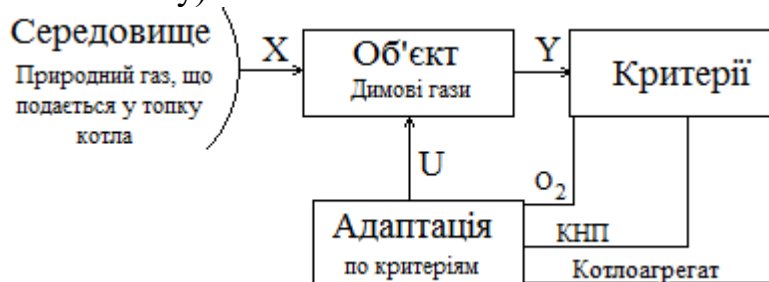 Середовище
Природний газ, що
подається у топку
котла
X
Об'єкт
Димові гази
Y
Критерії
U
O2
КНП
Адаптація
по критеріям
Котлоагрегат